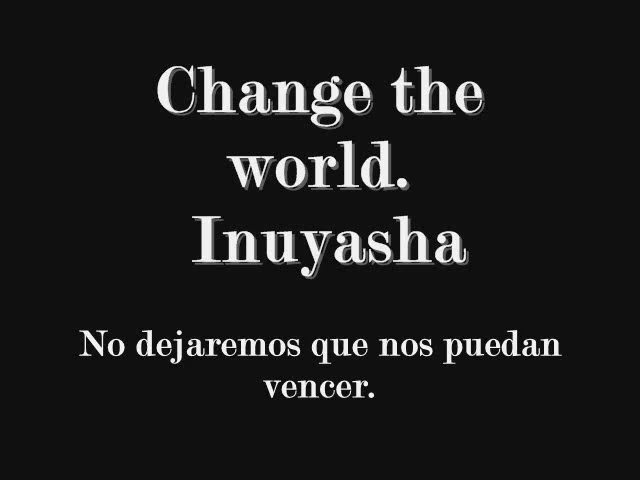 Change the
world.
Inuyasha
No dejaremos que nos puedan
vencer.